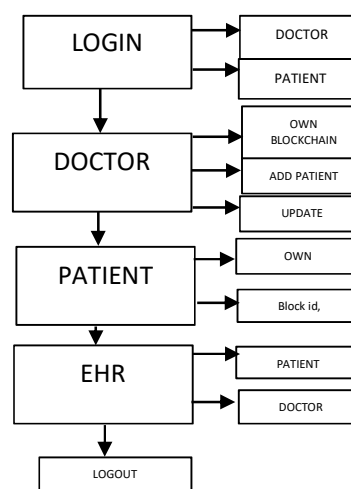 LOGIN
DOCTOR
PATIENT
DOCTOR
OWN
BLOCKCHAIN
ADD PATIENT
UPDATE
PATIENT
OWN
Block id,
EHR
PATIENT
DOCTOR
LOGOUT